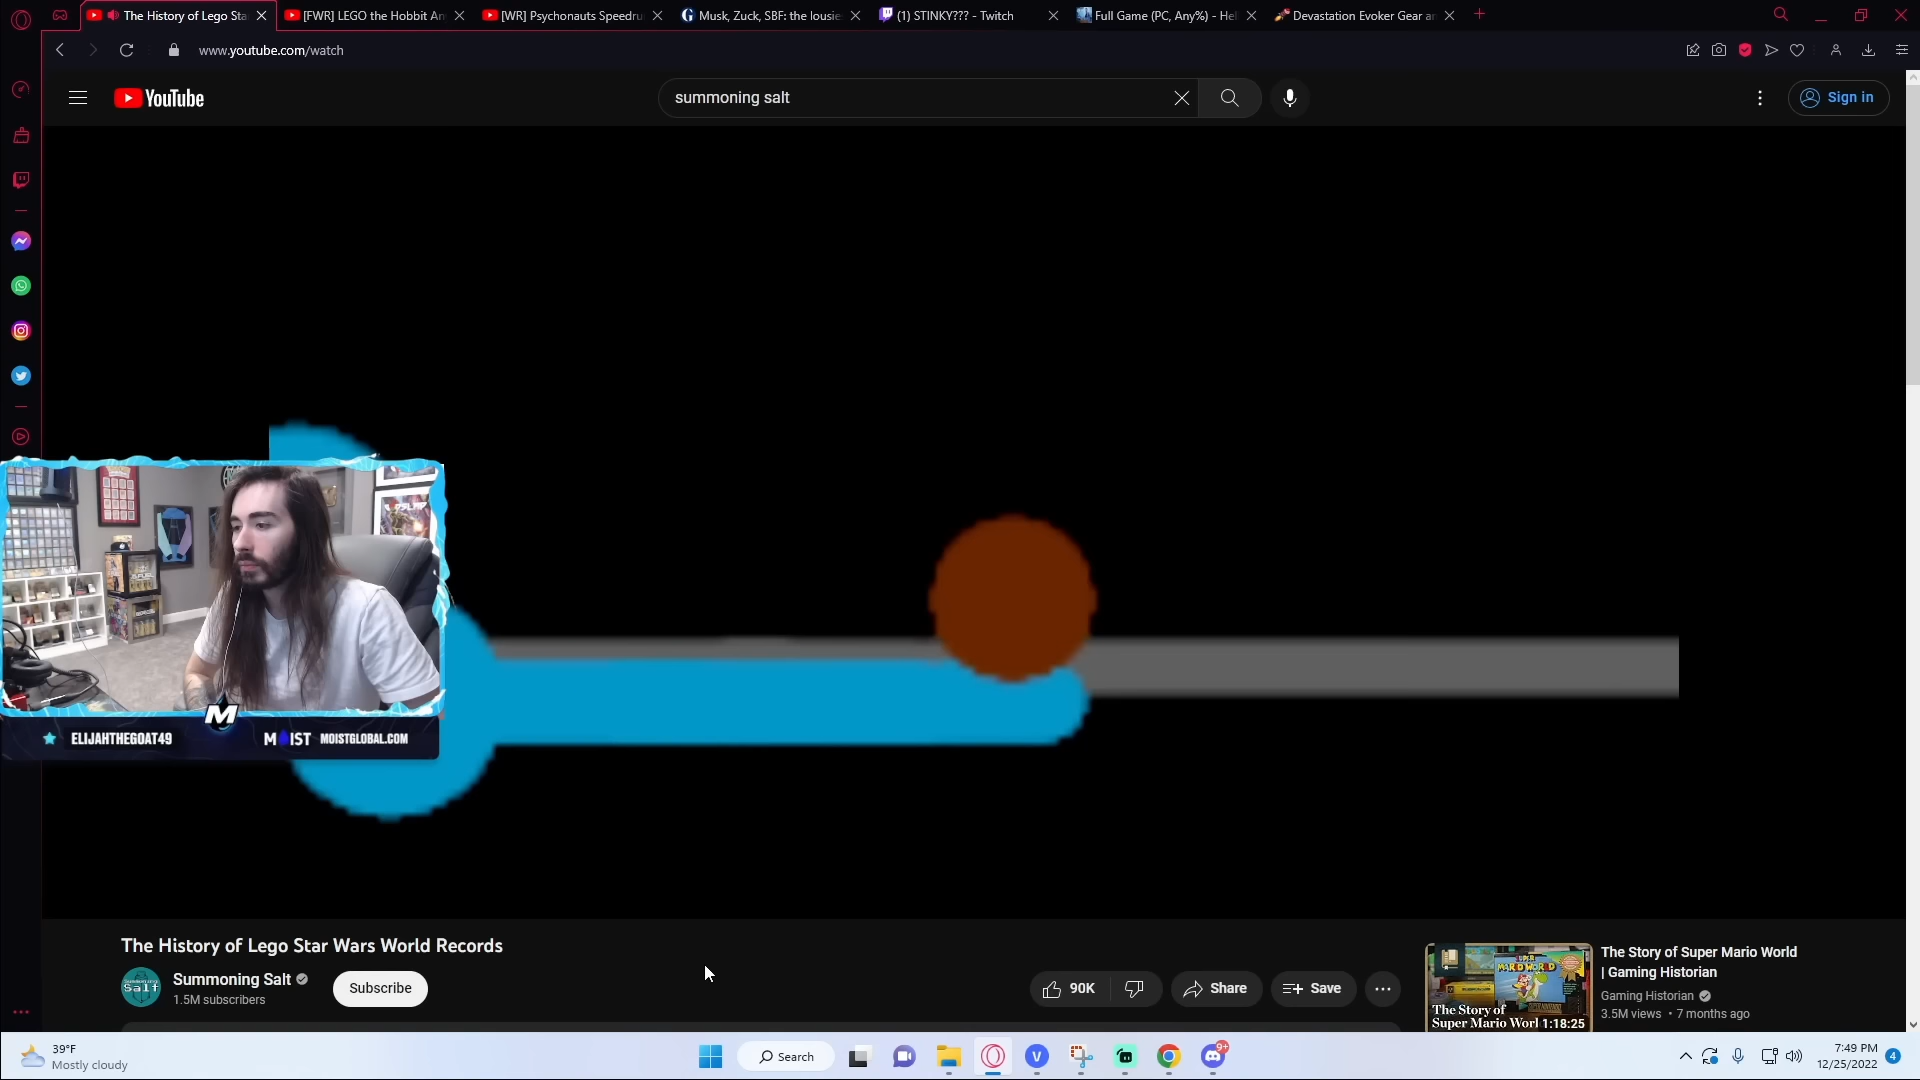 The History of Lego Sta
[FWR] LEGO the Hobbit An
[WR] Psychonauts Speedru
Musk, Zuck, SBF: the lousie
(1) STINKY??? - Twitch
Full Game (PC, Any%) - Hel
Devastation Evoker Gear an
www.youtube.com/watch
YouTube
summoning salt
Sign in
ELIJAHTHEGOAT49
M
MOIST
MOISTGLOBAL.COM
The History of Lego Star Wars World Records
Summoning Salt
1.5M subscribers
Subscribe
90K
Share
Save
The Story of
Super Mario Worl
1:18:25
The Story of Super Mario World
| Gaming Historian
Gaming Historian
3.5M views • 7 months ago
39°F
Mostly cloudy
Search
9+
7:49 PM
12/25/2022
4